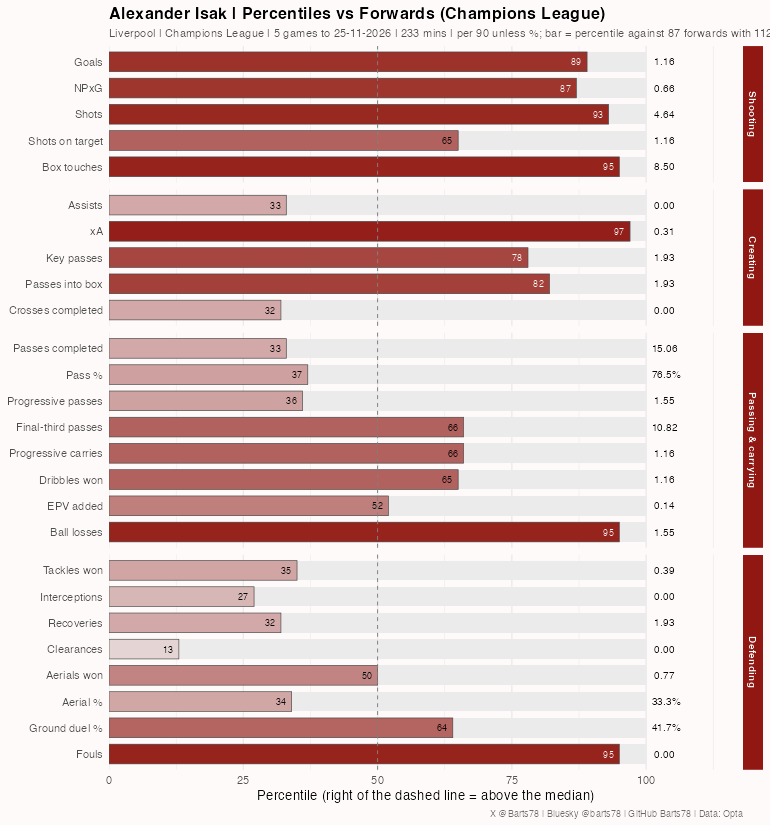 Alexander Isak | Percentiles vs Forwards (Champions League)
Liverpool | Champions League | 5 games to 25-11-2026 | 233 mins | per 90 unless %; bar = percentile against 87 forwards with 112
Shooting
Goals 89 1.16
NPxG 87 0.66
Shots 93 4.64
Shots on target 65 1.16
Box touches 95 8.50
Creating
Assists 33 0.00
xA 97 0.31
Key passes 78 1.93
Passes into box 82 1.93
Crosses completed 32 0.00
Passing & carrying
Passes completed 33 15.06
Pass % 37 76.5%
Progressive passes 36 1.55
Final-third passes 66 10.82
Progressive carries 66 1.16
Dribbles won 65 1.16
EPV added 52 0.14
Ball losses 95 1.55
Defending
Tackles won 35 0.39
Interceptions 27 0.00
Recoveries 32 1.93
Clearances 13 0.00
Aerials won 50 0.77
Aerial % 34 33.3%
Ground duel % 64 41.7%
Fouls 95 0.00
0 25 50 75 100
Percentile (right of the dashed line = above the median)
X @Barts78 | Bluesky @barts78 | GitHub Barts78 | Data: Opta